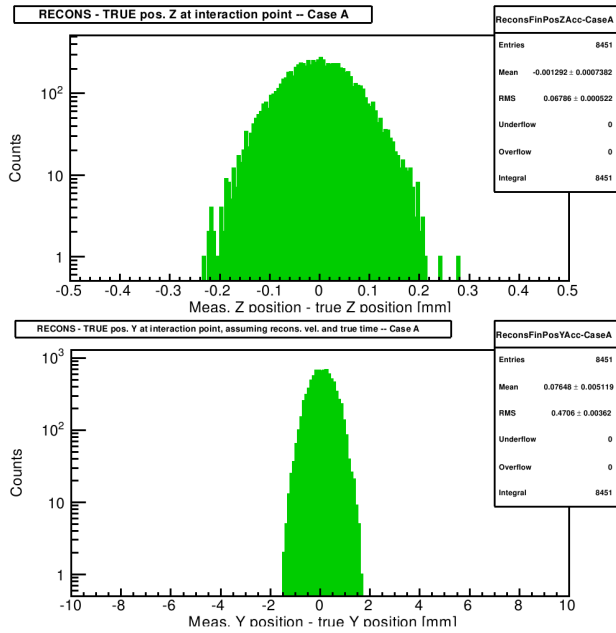 RECONS - TRUE pos. Z at interaction point -- Case A
ReconsFinPosZAcc-CaseA
Entries 8451
Mean -0.001292 ± 0.0007382
RMS 0.06786 ± 0.000522
Underflow 0
Overflow 0
Integral 8451
Counts
10²
10
1
-0.5 -0.4 -0.3 -0.2 -0.1 0 0.1 0.2 0.3 0.4 0.5
Meas. Z position - true Z position [mm]
RECONS - TRUE pos. Y at interaction point, assuming recons. vel. and true time -- Case A
ReconsFinPosYAcc-CaseA
Entries 8451
Mean 0.07648 ± 0.005119
RMS 0.4706 ± 0.00362
Underflow 0
Overflow 0
Integral 8451
Counts
10³
10²
10
1
-10 -8 -6 -4 -2 0 2 4 6 8 10
Meas. Y position - true Y position [mm]